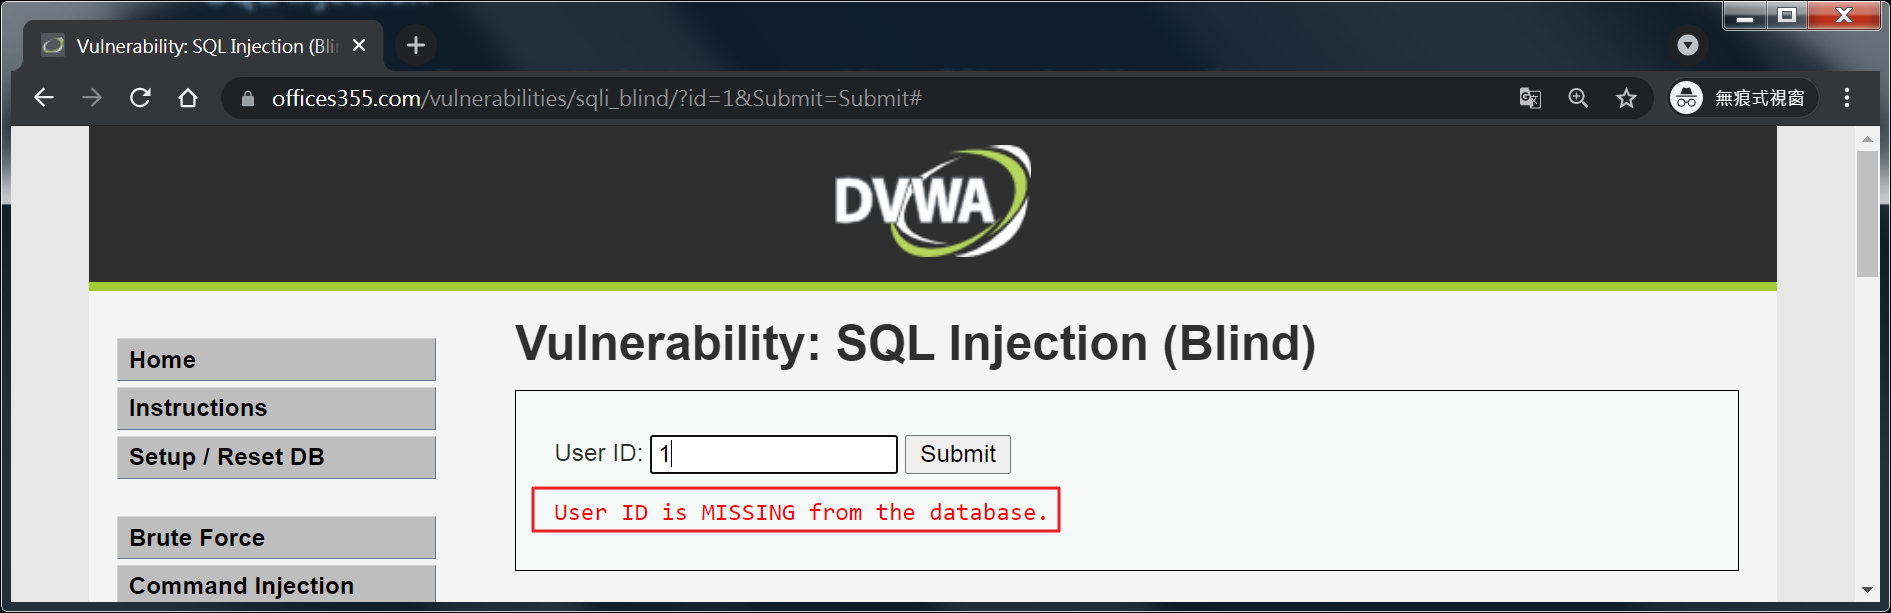 Vulnerability: SQL Injection (Bli
offices355.com/vulnerabilities/sqli_blind/?id=1&Submit=Submit#
無痕式視窗
DVWA
Vulnerability: SQL Injection (Blind)
Home
Instructions
Setup / Reset DB
Brute Force
Command Injection
User ID: 1 Submit
User ID is MISSING from the database.